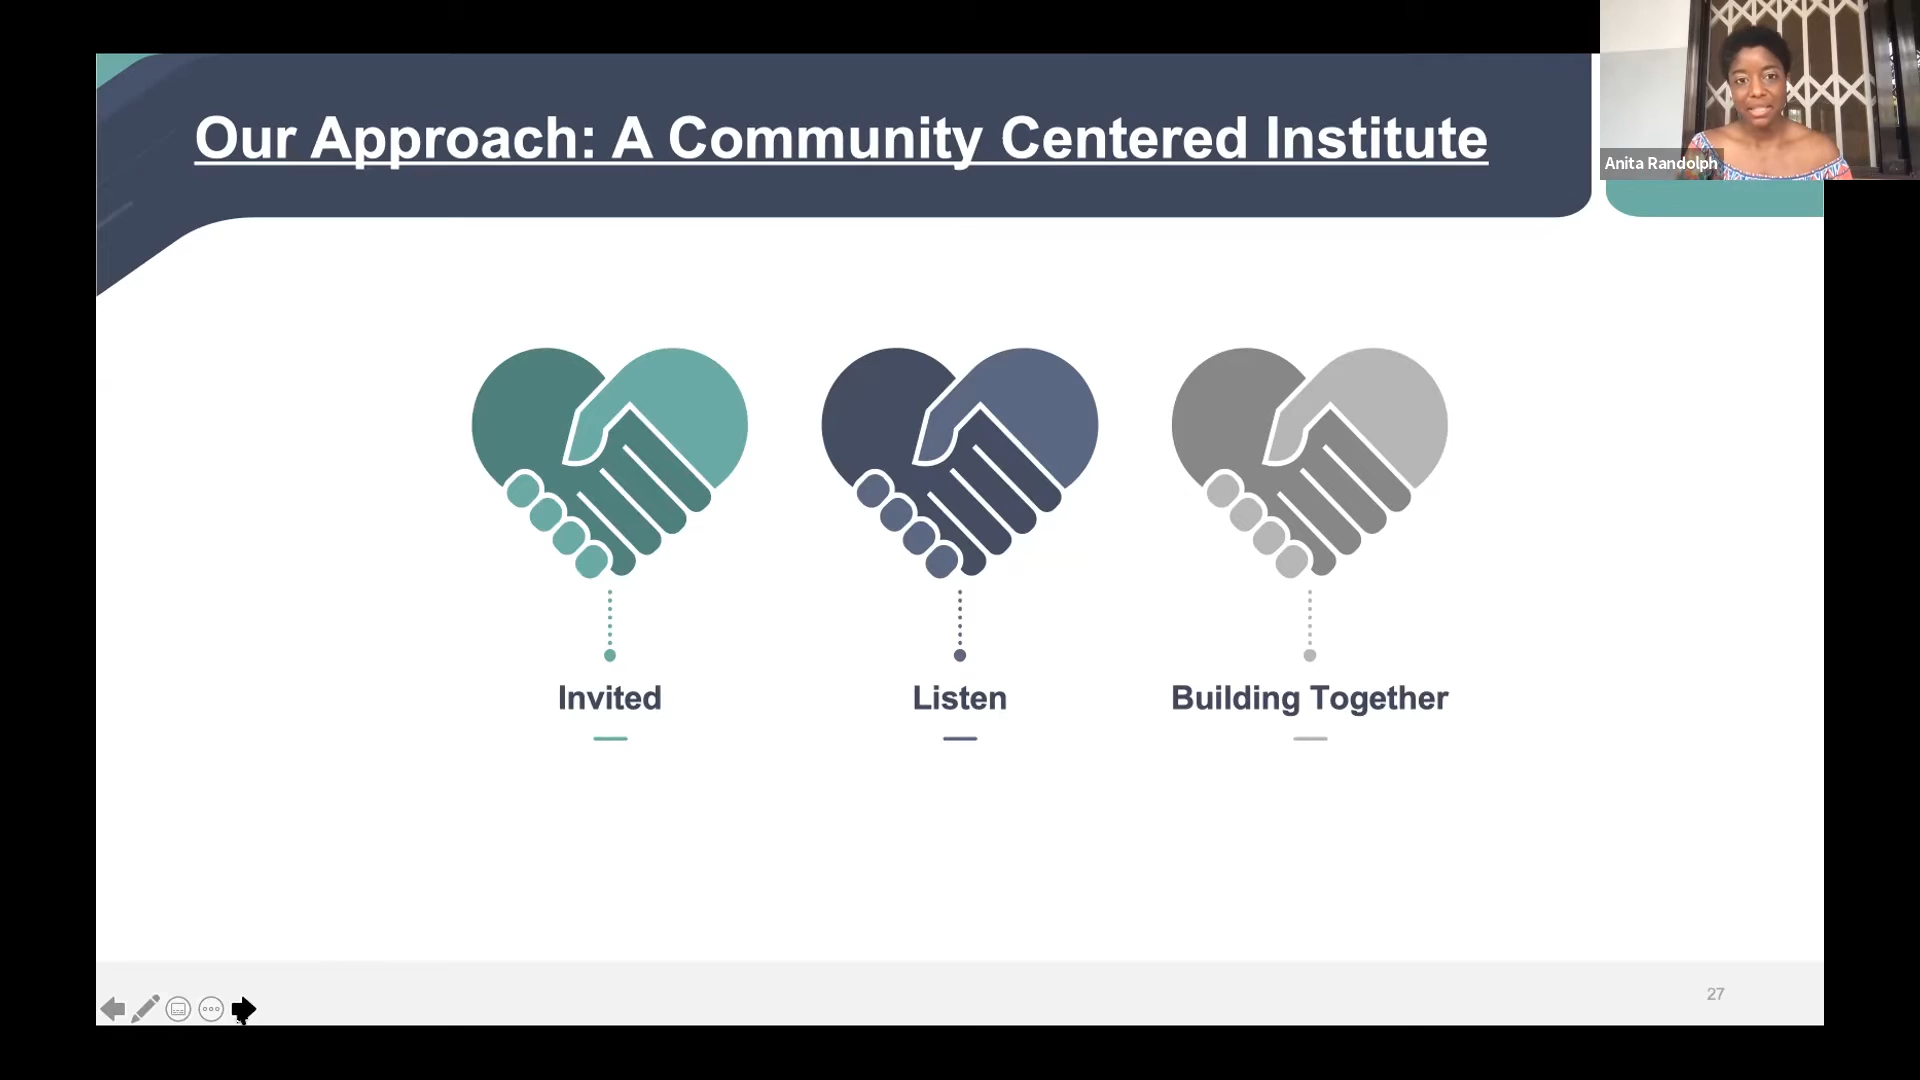 Our Approach: A Community Centered Institute
Anita Randolph
Invited
Listen
Building Together
27